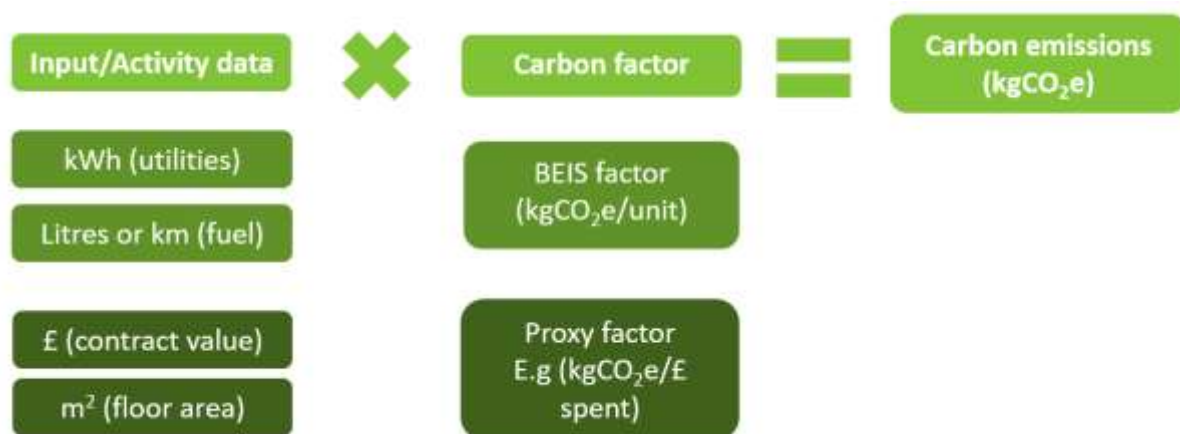 Input/Activity data
Carbon factor
Carbon emissions
(kgCO₂e)
kWh (utilities)
Litres or km (fuel)
BEIS factor
(kgCO₂e/unit)
£ (contract value)
m² (floor area)
Proxy factor
E.g (kgCO₂e/£
spent)